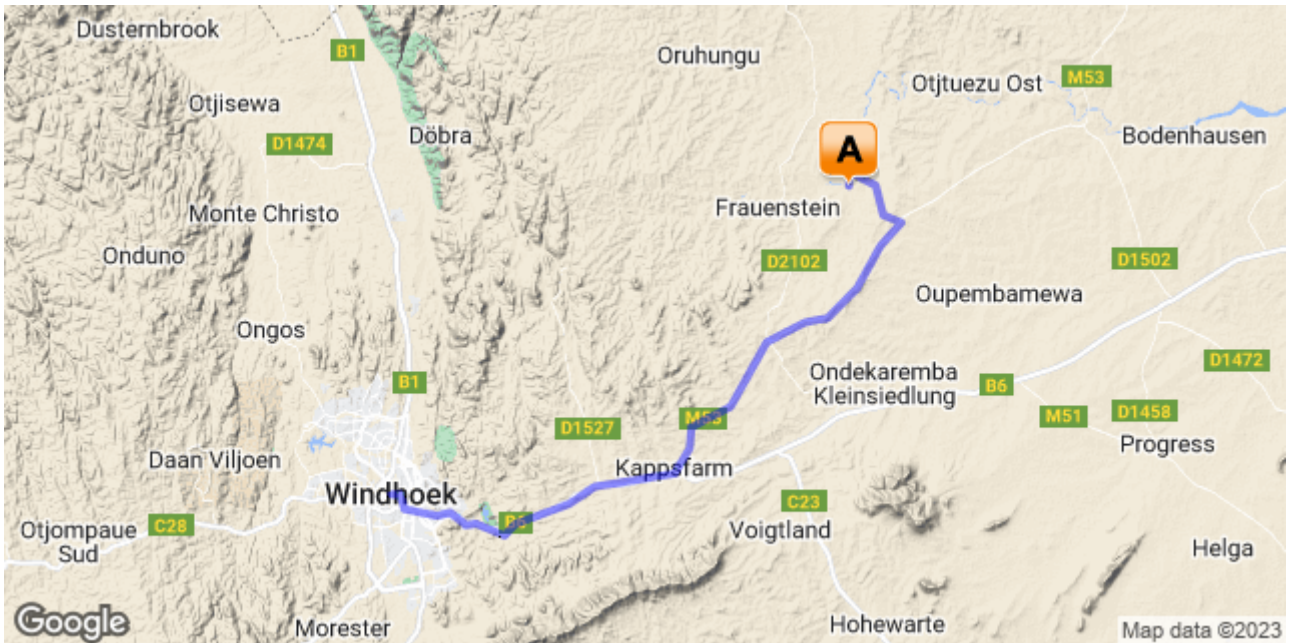 Dusternbrook
B1
Oruhungu
Otjtuezu Ost
M53
Otjisewa
Döbra
Bodenhausen
D1474
A
Monte Christo
Frauenstein
Onduno
D2102
D1502
Oupembamewa
Ongos
Ondekaremba
Kleinsiedlung
D1472
B1
B6
M53
M51
D1458
D1527
Progress
Daan Viljoen
Kappsfarm
Windhoek
C23
Otjompaue
Sud
C28
B6
Voigtland
Helga
Google
Morester
Hohewarte
Map data ©2023